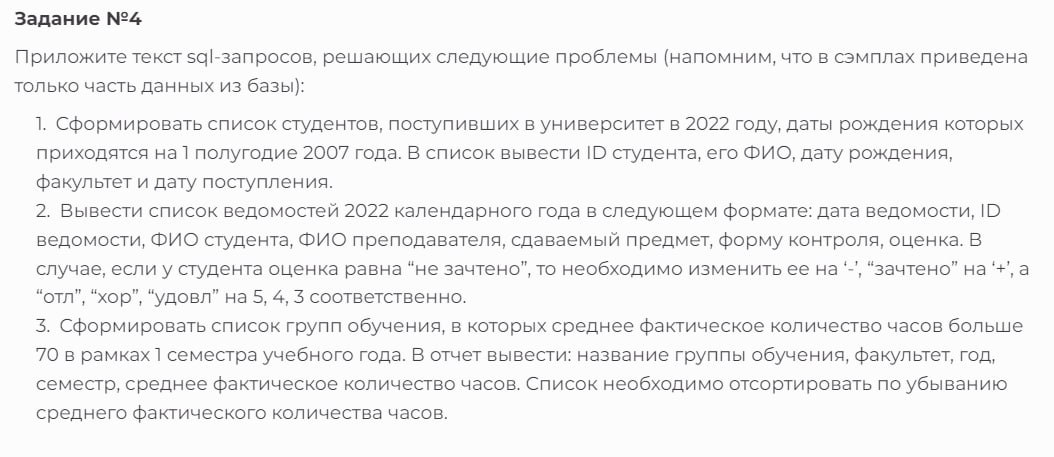 Задание №4
Приложите текст sql-запросов, решающих следующие проблемы (напомним, что в сэмплах приведена
только часть данных из базы):
1. Сформировать список студентов, поступивших в университет в 2022 году, даты рождения которых
приходятся на 1 полугодие 2007 года. В список вывести ID студента, его ФИО, дату рождения,
факультет и дату поступления.
2. Вывести список ведомостей 2022 календарного года в следующем формате: дата ведомости, ID
ведомости, ФИО студента, ФИО преподавателя, сдаваемый предмет, форму контроля, оценка. В
случае, если у студента оценка равна “не зачтено”, то необходимо изменить ее на ‘-’, “зачтено” на ‘+’, а
“отл”, “хор”, “удовл” на 5, 4, 3 соответственно.
3. Сформировать список групп обучения, в которых среднее фактическое количество часов больше
70 в рамках 1 семестра учебного года. В отчет вывести: название группы обучения, факультет, год,
семестр, среднее фактическое количество часов. Список необходимо отсортировать по убыванию
среднего фактического количества часов.